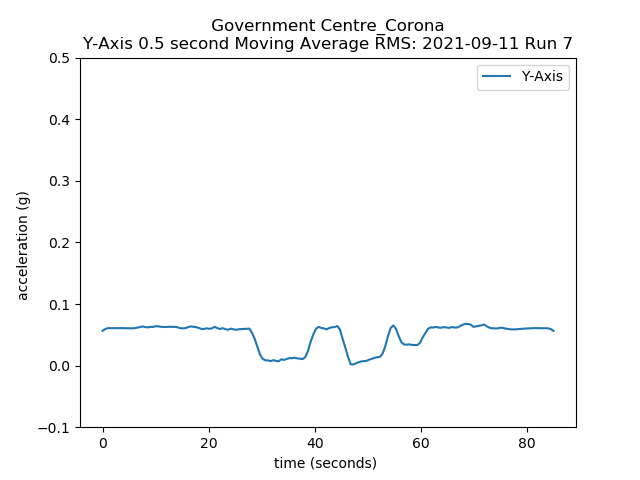 Government Centre_Corona
Y-Axis 0.5 second Moving Average RMS: 2021-09-11 Run 7
Y-Axis
0.5
0.4
0.3
0.2
0.1
0.0
−0.1
acceleration (g)
0 20 40 60 80
time (seconds)